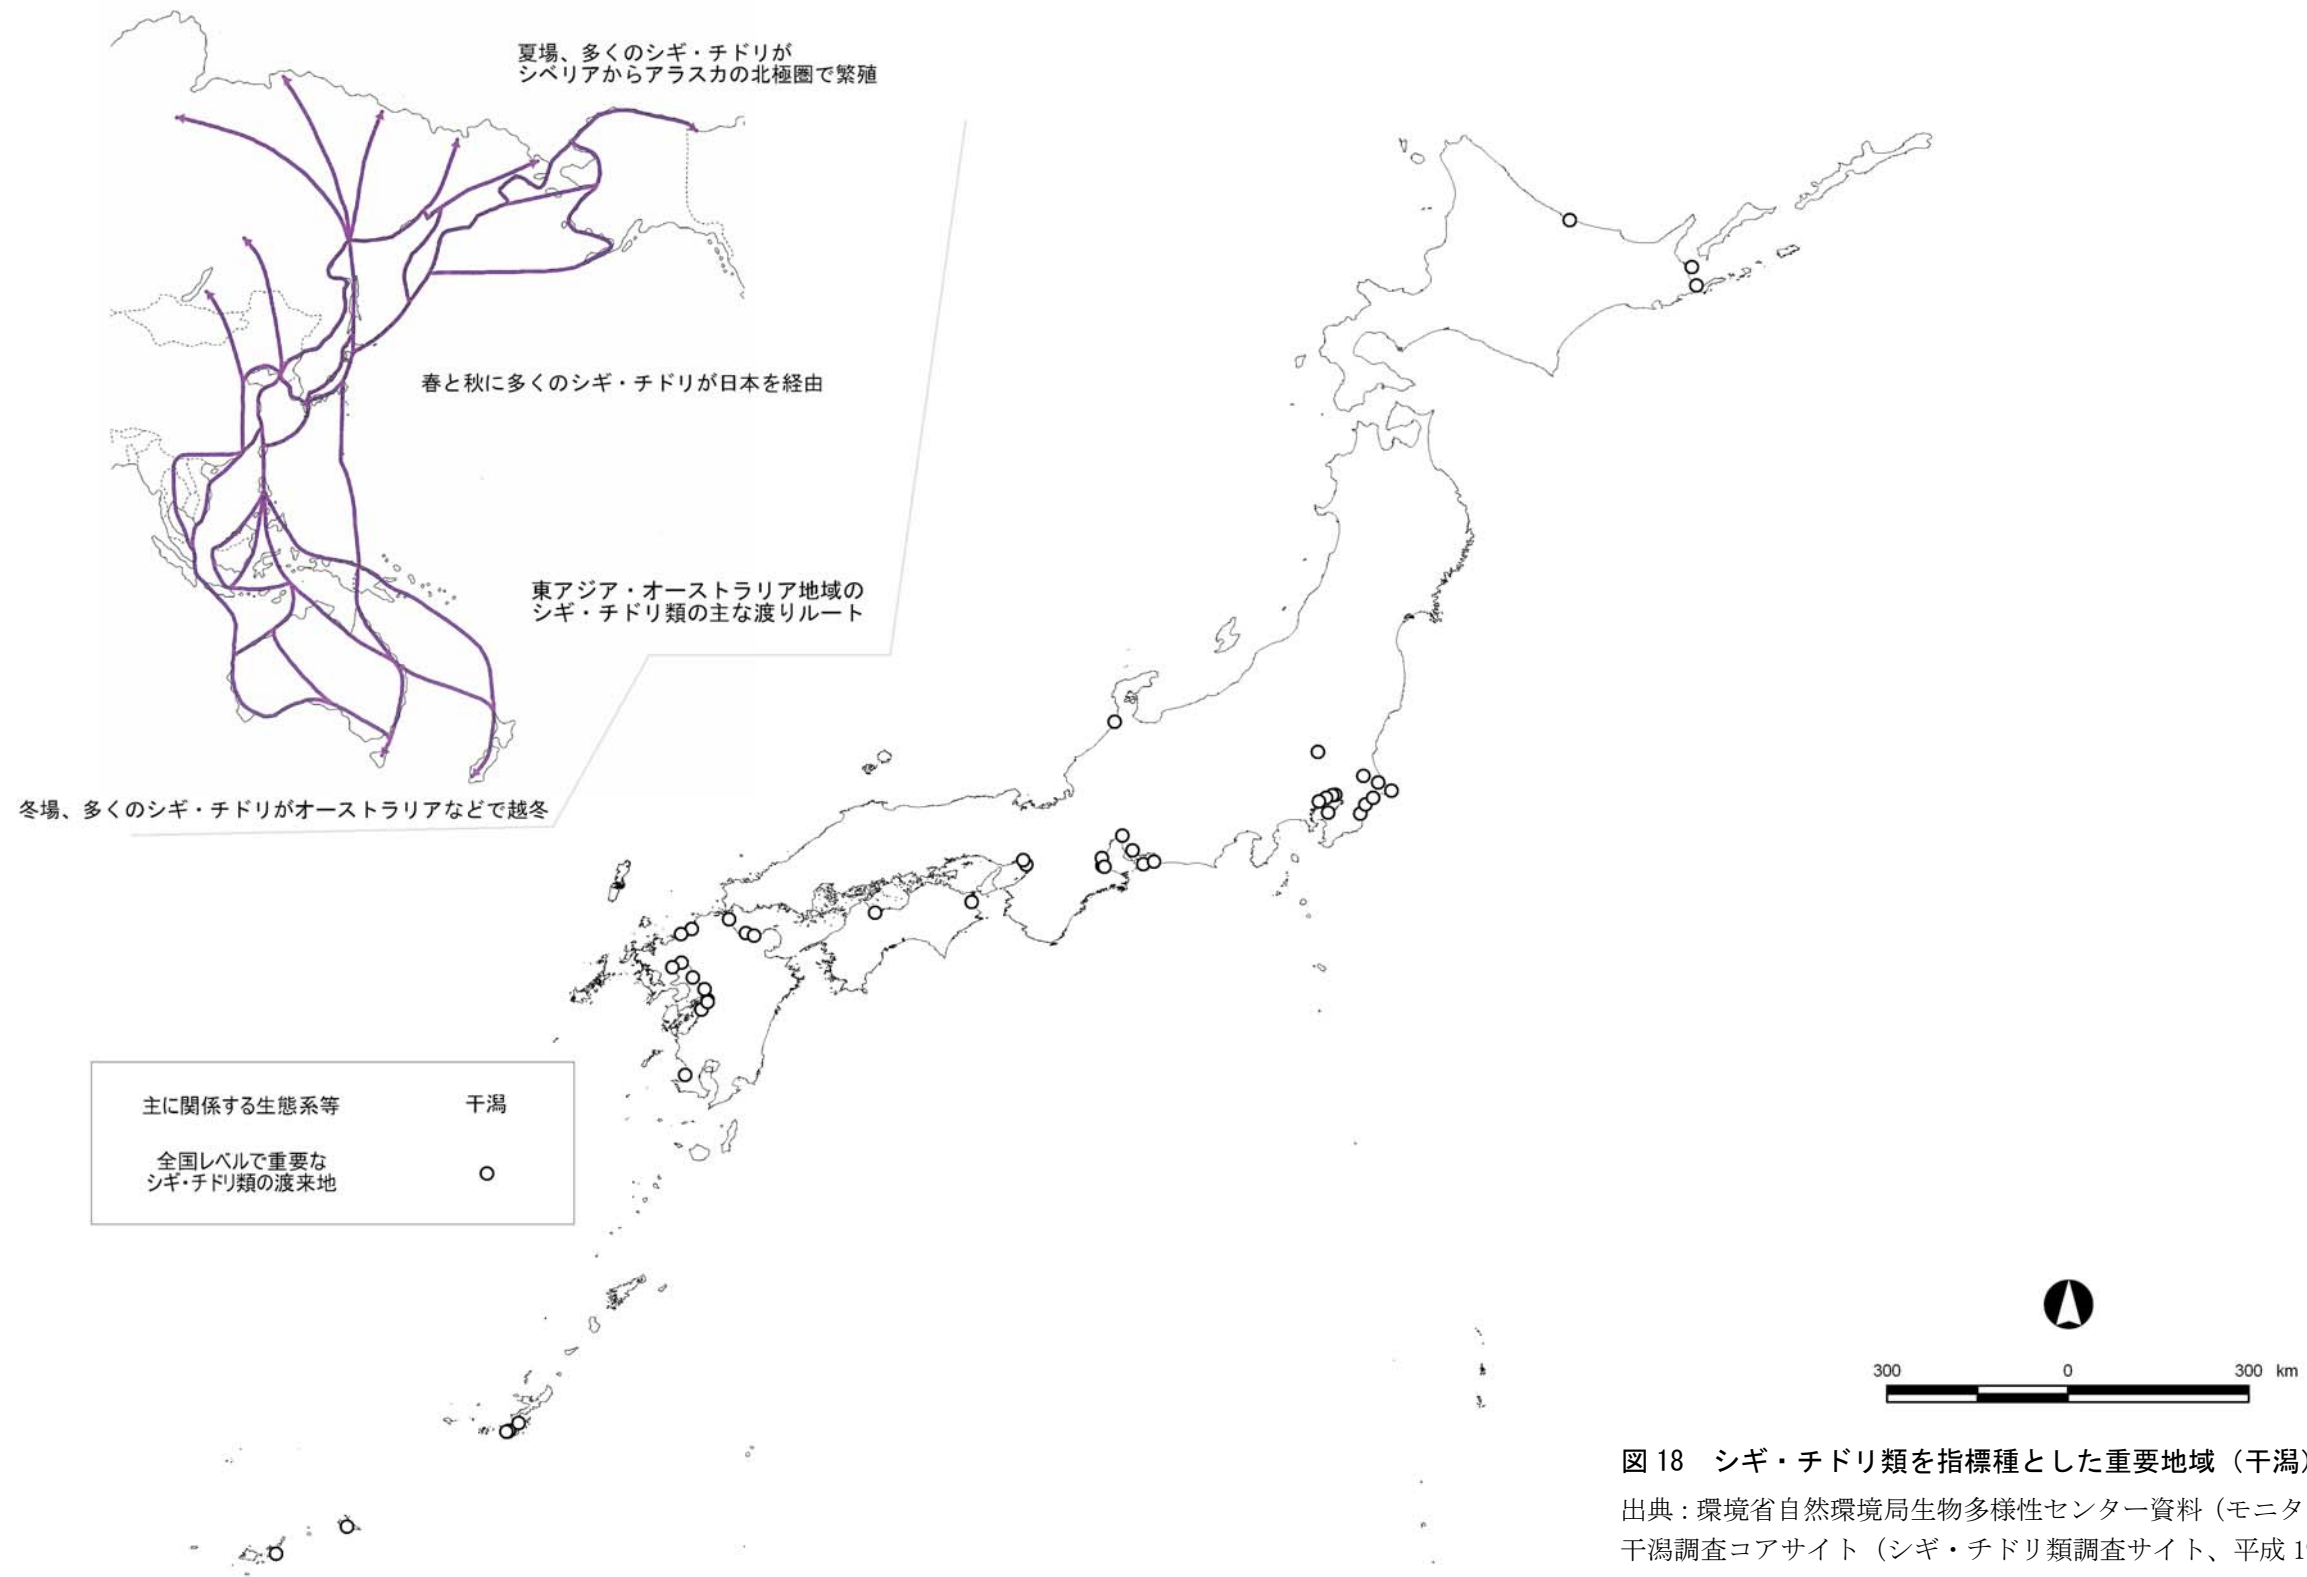 夏場、多くのシギ・チドリが
シベリアからアラスカの北極圏で繁殖
春と秋に多くのシギ・チドリが日本を経由
東アジア・オーストラリア地域の
シギ・チドリ類の主な渡りルート
冬場、多くのシギ・チドリがオーストラリアなどで越冬
主に関係する生態系等 干潟
全国レベルで重要な
シギ・チドリ類の渡来地
300 0 300 km
図 18 シギ・チドリ類を指標種とした重要地域（干潟）
出典：環境省自然環境局生物多様性センター資料（モニタ
干潟調査コアサイト（シギ・チドリ類調査サイト、平成 1